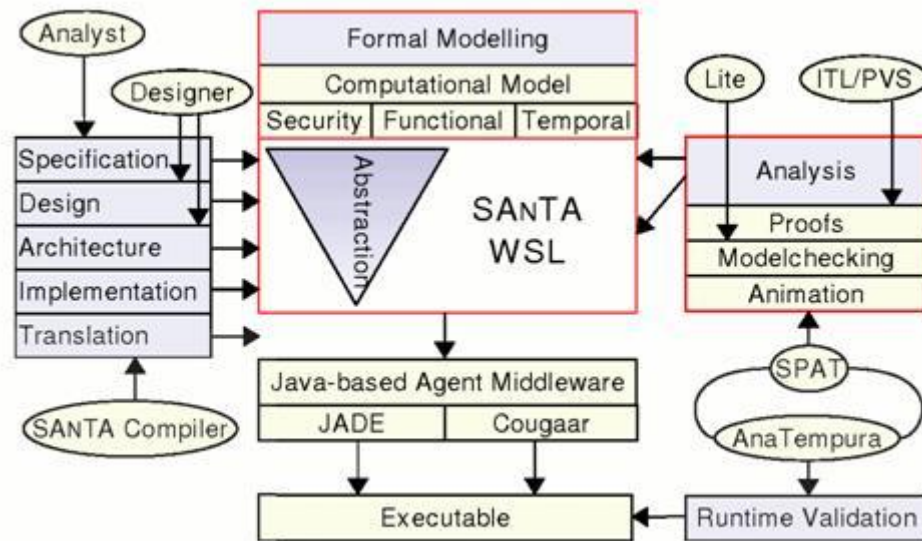 Analyst
Designer
Specification
Design
Architecture
Implementation
Translation
SANTA Compiler
Formal Modelling
Computational Model
Security
Functional
Temporal
Abstraction
SANTA
WSL
Java-based Agent Middleware
JADE
Cougaar
Executable
Lite
ITL/PVS
Analysis
Proofs
Modelchecking
Animation
SPAT
AnaTempura
Runtime Validation